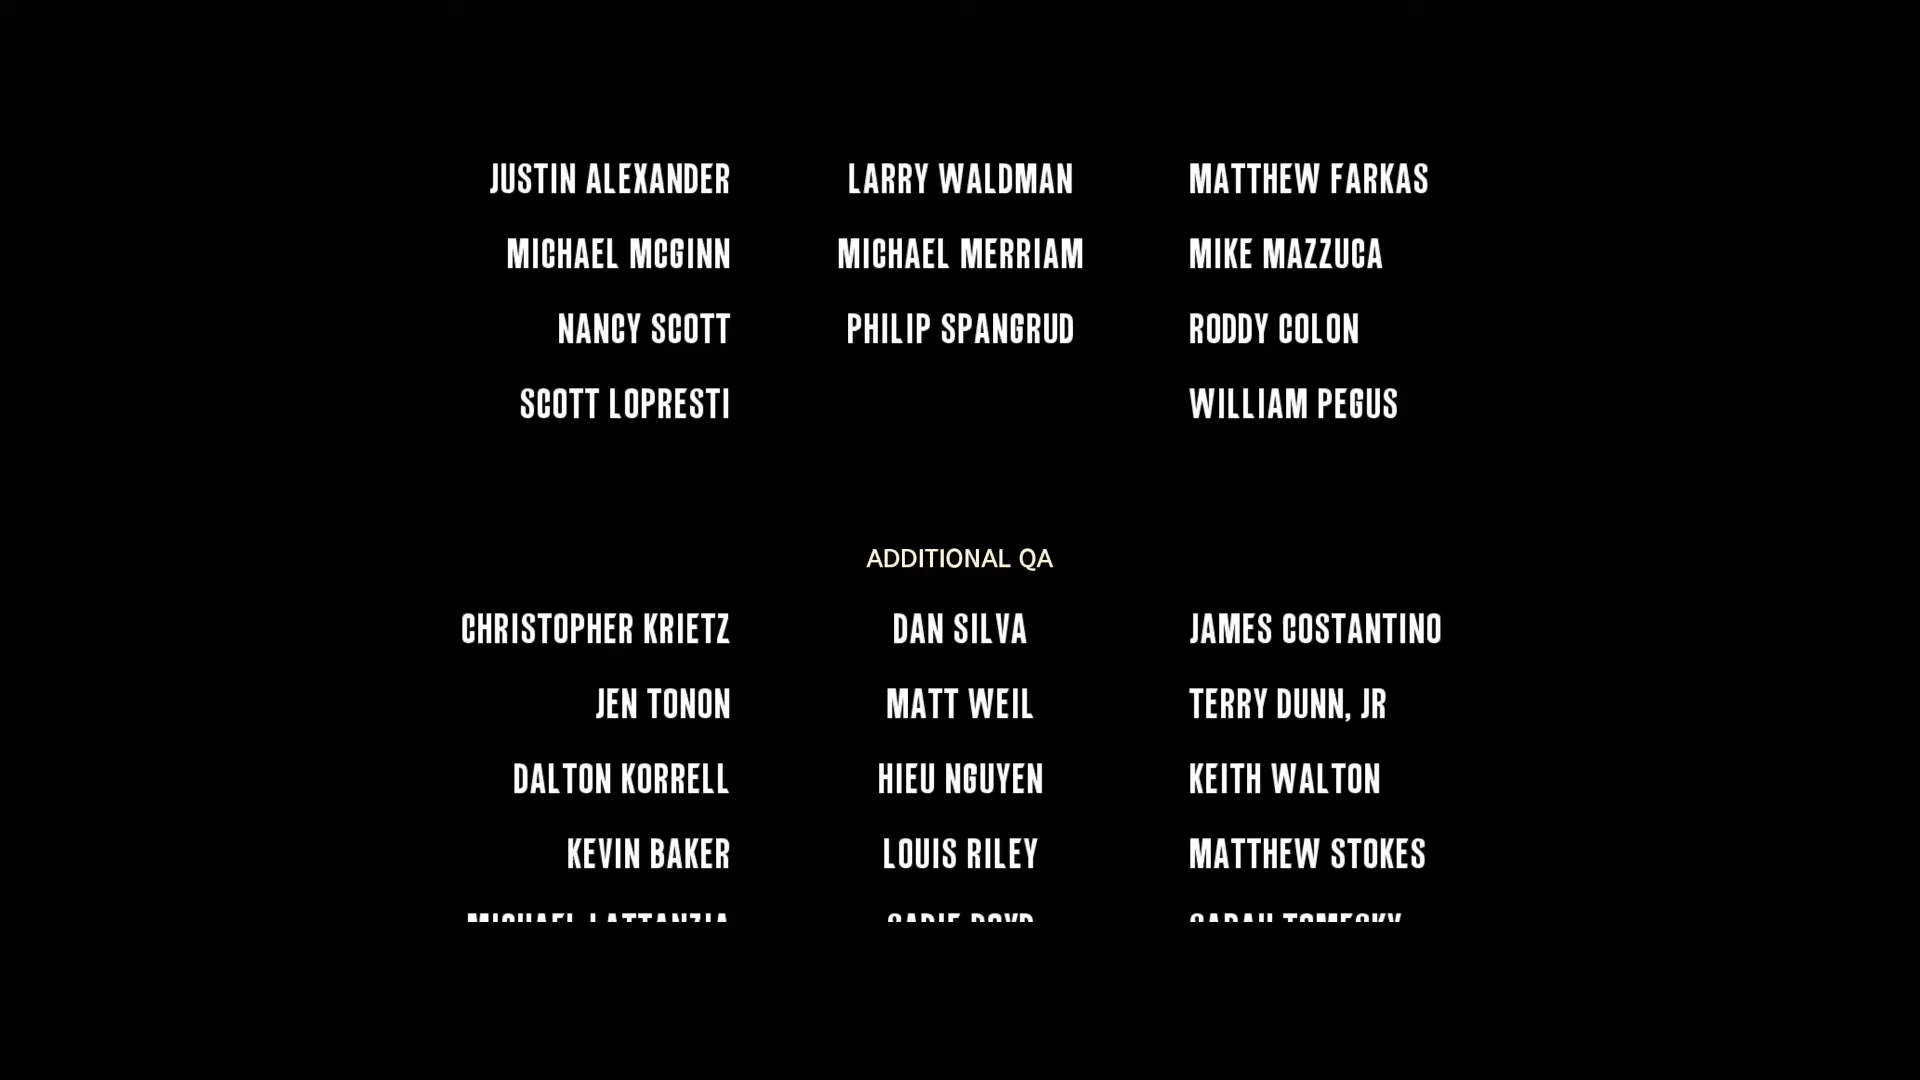 JUSTIN ALEXANDER LARRY WALDMAN MATTHEW FARKAS
MICHAEL MCGINN MICHAEL MERRIAM MIKE MAZZUCA
NANCY SCOTT PHILIP SPANGRUD RODDY COLON
SCOTT LOPRESTI WILLIAM PEGUS
ADDITIONAL QA
CHRISTOPHER KRIETZ DAN SILVA JAMES COSTANTINO
JEN TONON MATT WEIL TERRY DUNN, JR
DALTON KORRELL HIEU NGUYEN KEITH WALTON
KEVIN BAKER LOUIS RILEY MATTHEW STOKES